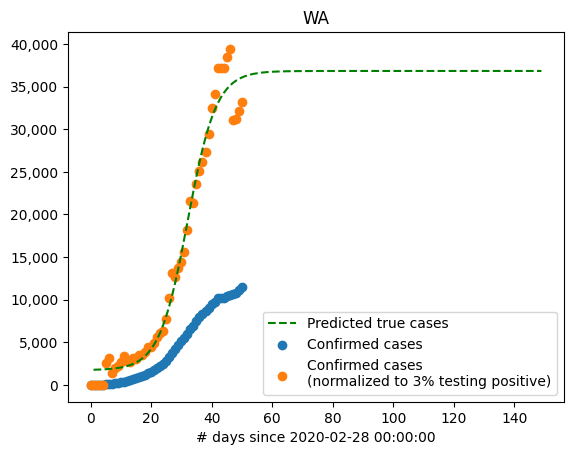 WA
40,000
35,000
30,000
25,000
20,000
15,000
10,000
5,000
0
Predicted true cases
Confirmed cases
Confirmed cases
(normalized to 3% testing positive)
0 20 40 60 80 100 120 140
# days since 2020-02-28 00:00:00